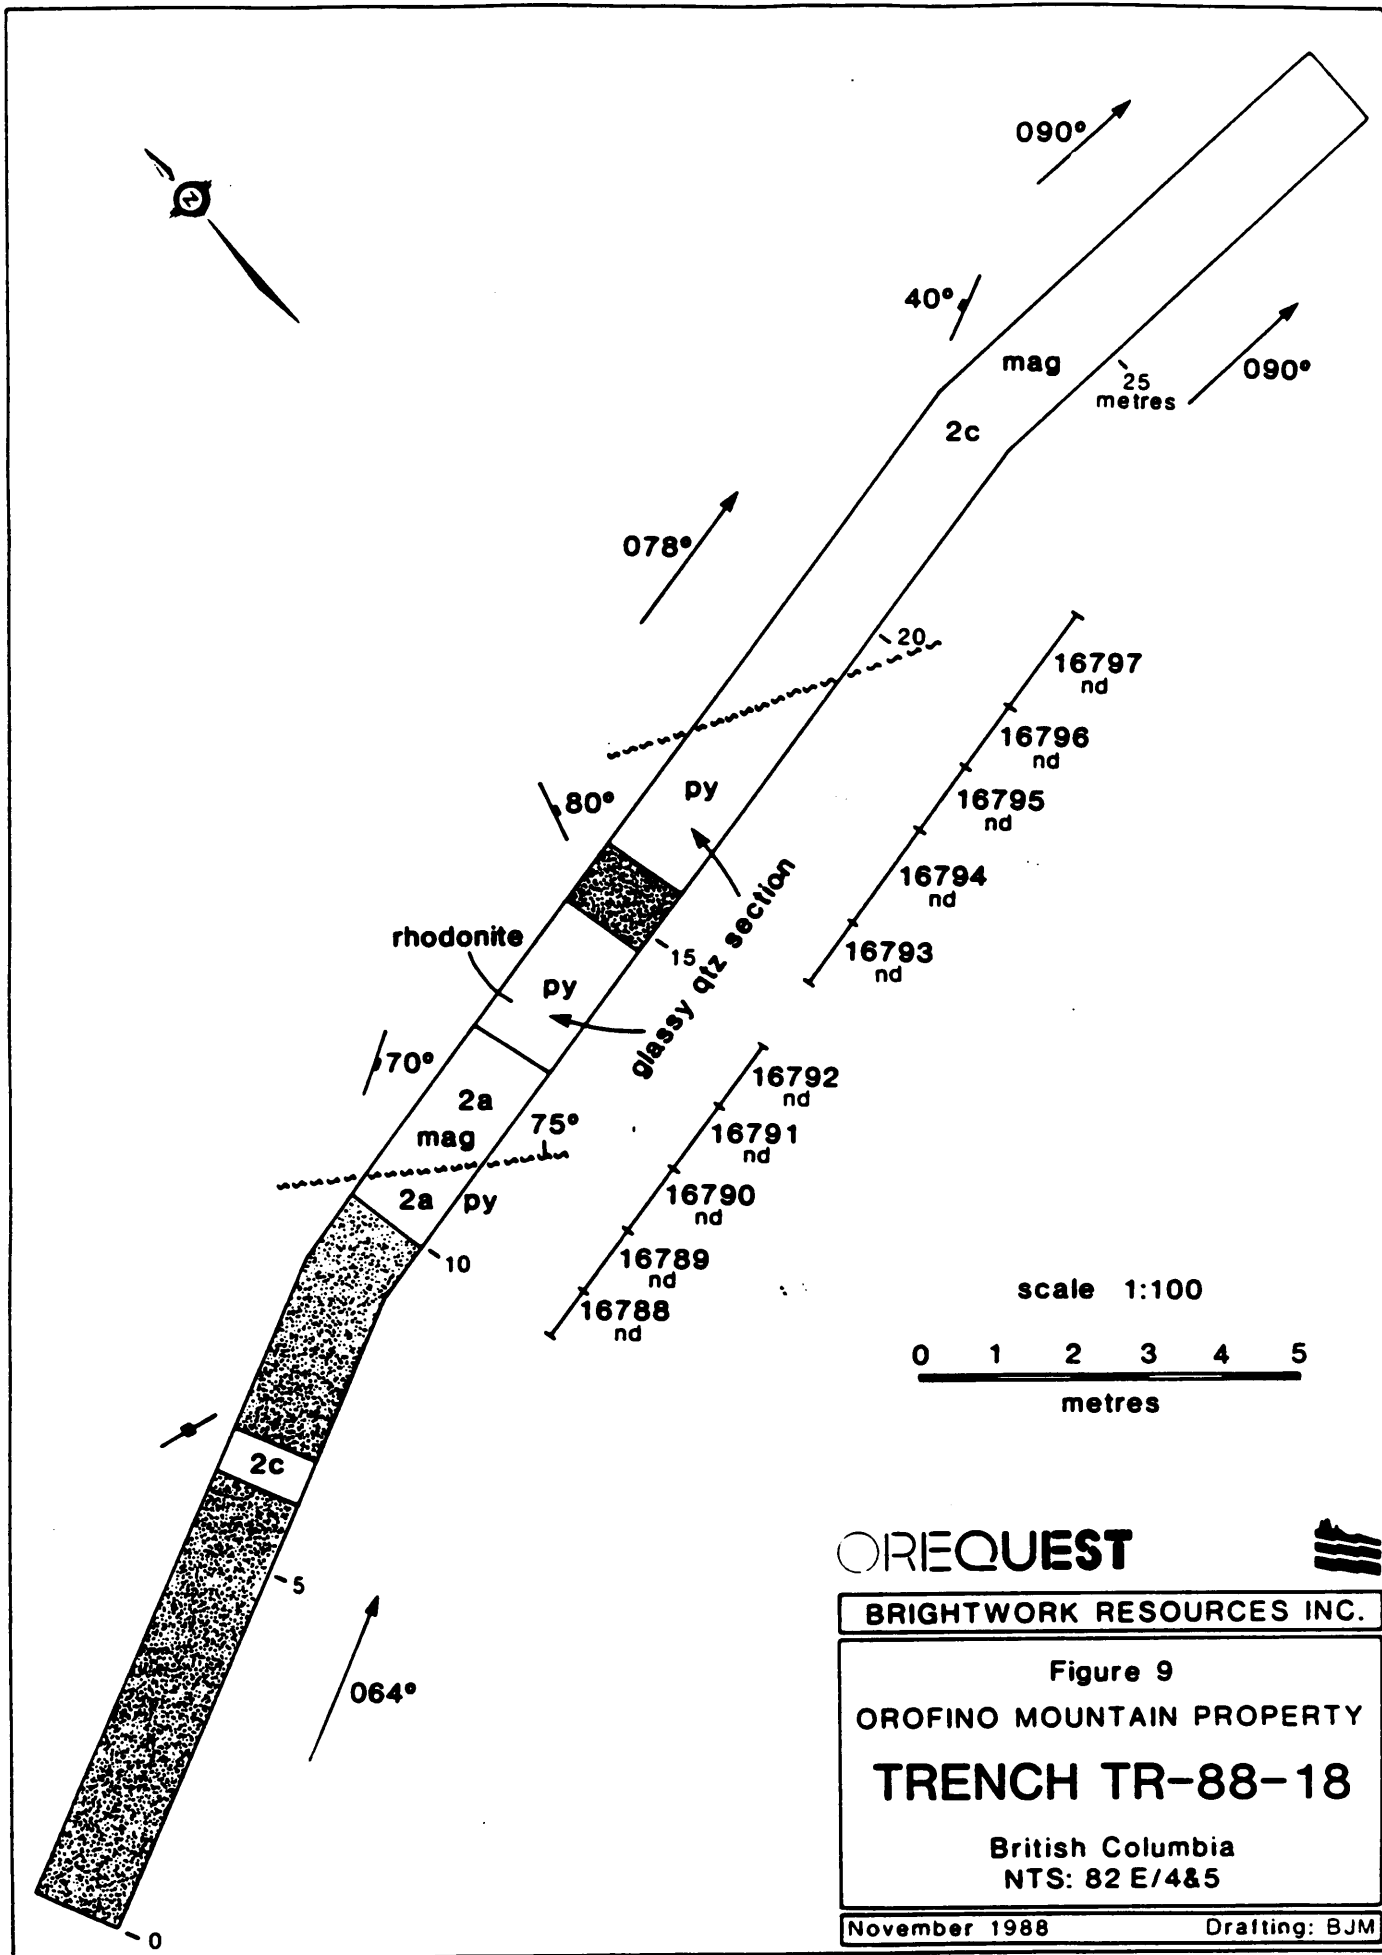 090°
N
40°
mag
25
metres
090°
2c
078°
20
16797
nd
16796
nd
py
80°
16795
nd
16794
nd
glassy qtz section
rhodonite
15
16793
nd
py
70°
16792
nd
2a
75°
mag
16791
nd
2a py
16790
nd
10
16789
nd
16788
nd
scale 1:100
0 1 2 3 4 5
metres
2c
5
064°
0
OREQUEST
BRIGHTWORK RESOURCES INC.
Figure 9
OROFINO MOUNTAIN PROPERTY
TRENCH TR-88-18
British Columbia
NTS: 82 E/4&5
November 1988 Drafting: BJM